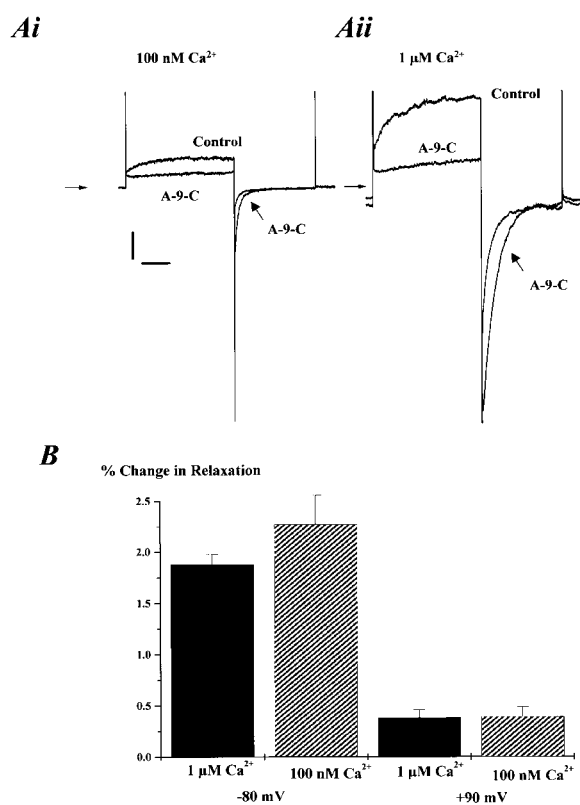 Ai
Aii
100 nM Ca²⁺
1 µM Ca²⁺
Control
Control
A-9-C
A-9-C
A-9-C
A-9-C
B
% Change in Relaxation
2.5
2.0
1.5
1.0
0.5
0.0
1 µM Ca²⁺
100 nM Ca²⁺
1 µM Ca²⁺
100 nM Ca²⁺
-80 mV
+90 mV